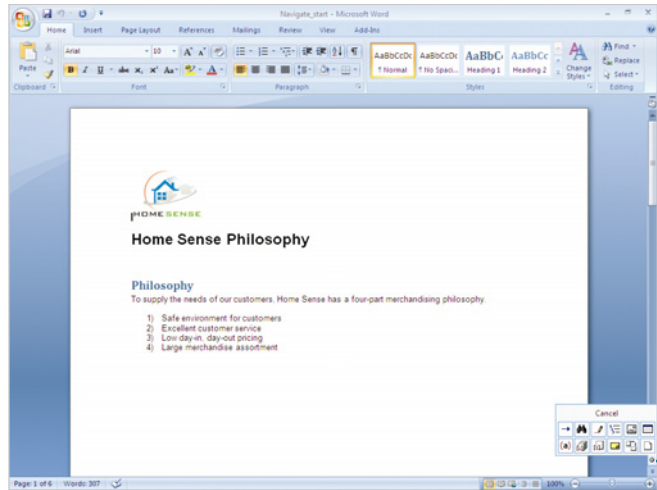 Navigate_start - Microsoft Word
Home Insert Page Layout References Mailings Review View Add-Ins
Paste
Arial 10
B I U abc x, x² Aa A
AaBbCcDc AaBbCcDc AaBbC AaBbCc
¶ Normal ¶ No Spaci... Heading 1 Heading 2
Change Styles
Find
Replace
Select
Clipboard Font Paragraph Styles Editing
HOME SENSE
Home Sense Philosophy
Philosophy
To supply the needs of our customers, Home Sense has a four-part merchandising philosophy.
1) Safe environment for customers
2) Excellent customer service
3) Low day-in, day-out pricing
4) Large merchandise assortment
Cancel
Page: 1 of 6 Words: 307 100%